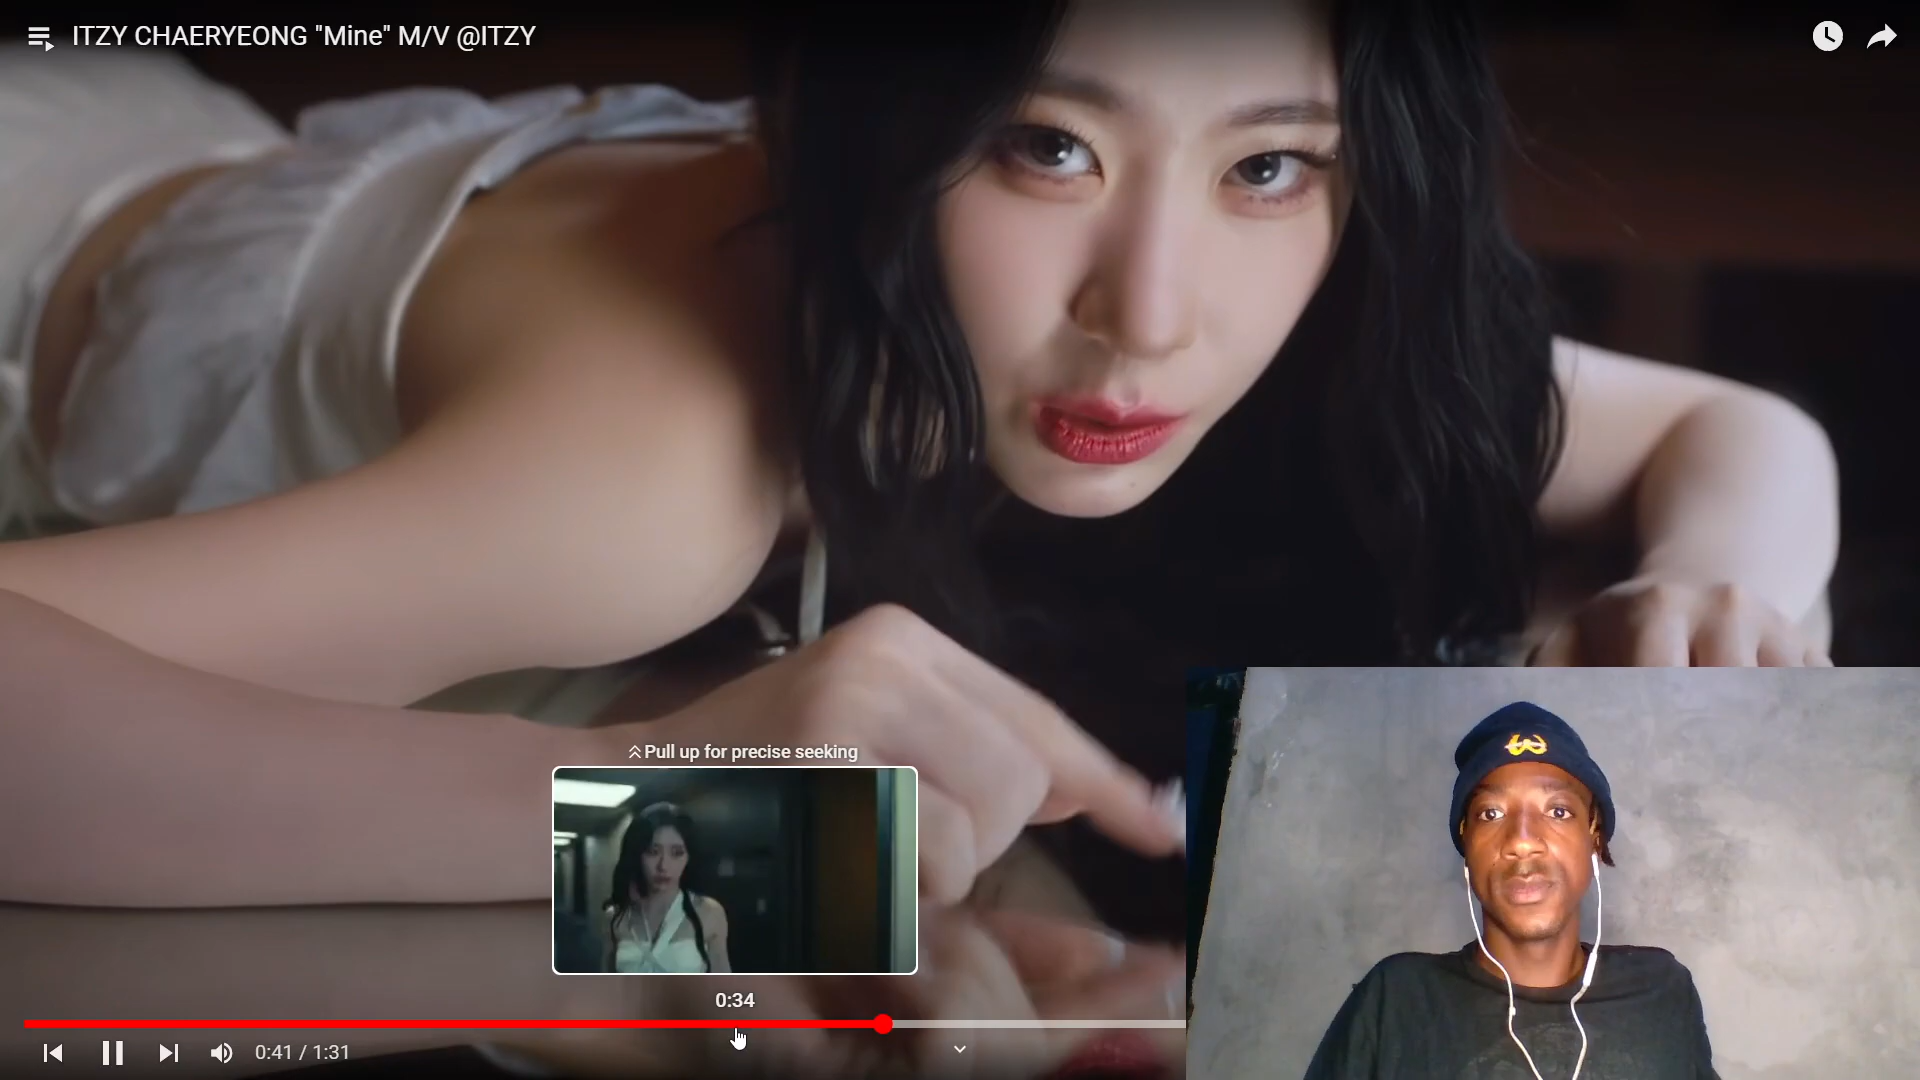 ITZY CHAERYEONG "Mine" M/V @ITZY
Pull up for precise seeking
0:34
0:41 / 1:31